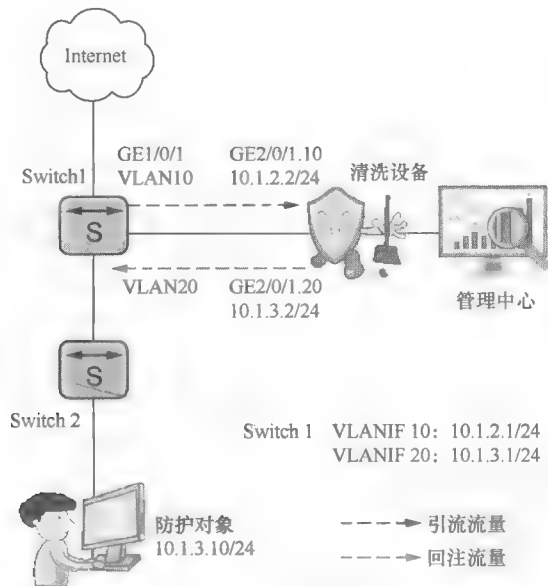 Internet
GE1/0/1
VLAN10
GE2/0/1.10
10.1.2.2/24
清洗设备
Switch1
S
VLAN20
GE2/0/1.20
10.1.3.2/24
管理中心
S
Switch 2
Switch 1 VLANIF 10：10.1.2.1/24
VLANIF 20：10.1.3.1/24
防护对象
10.1.3.10/24
引流流量
回注流量